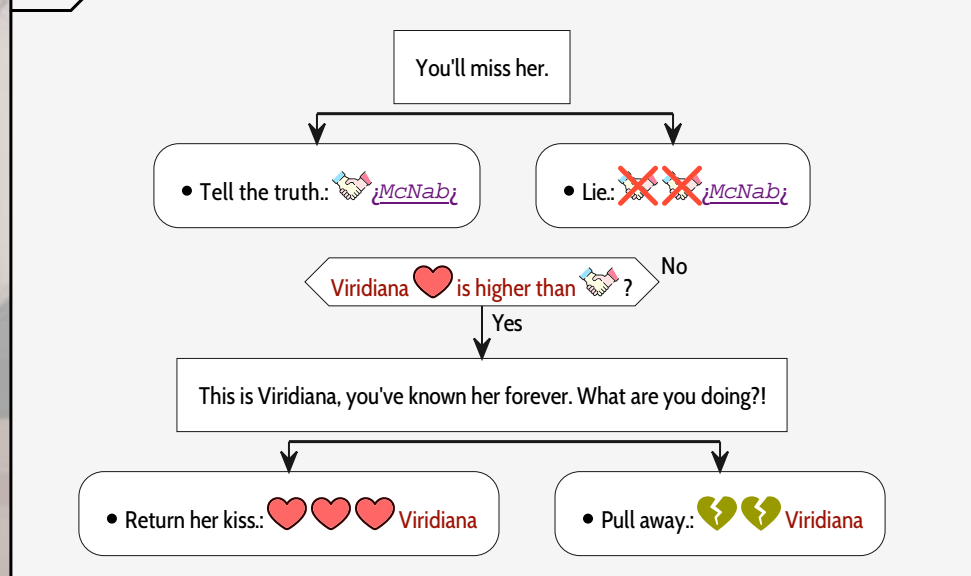 You'll miss her.
• Tell the truth.: ¿McNab¿
• Lie.: ¿McNab¿
Viridiana is higher than ?
No
Yes
This is Viridiana, you've known her forever. What are you doing?!
• Return her kiss.: Viridiana
• Pull away.: Viridiana